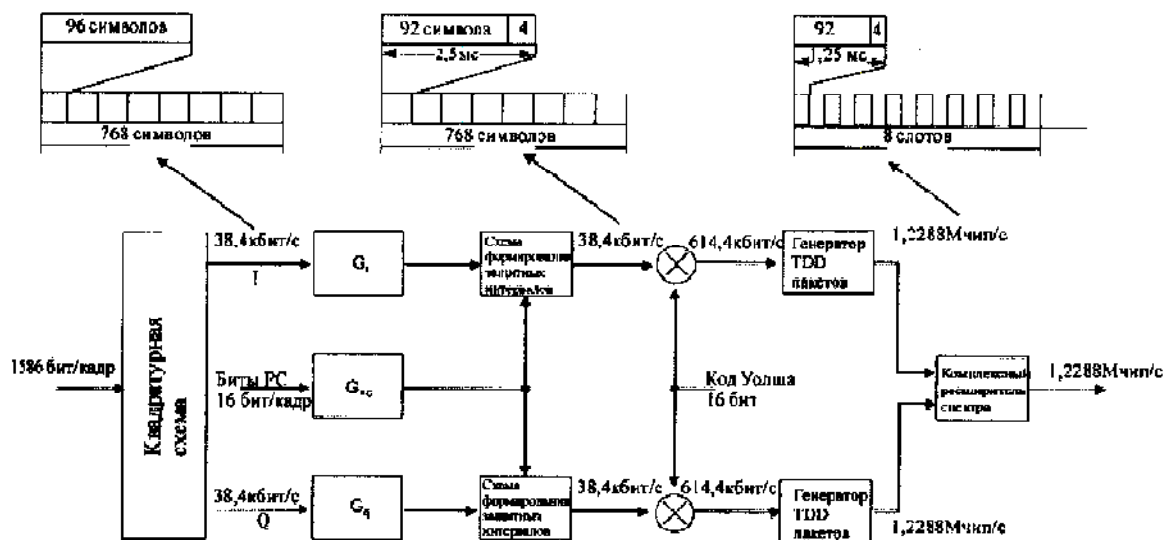 96 символов
92 символа 4
2,5 мс
92 4
1,25 мс
768 символов
768 символов
8 слотов
38,4кбит/с
I
G
Схема
формирования
защитных
интервалов
38,4кбит/с
614,4кбит/с
Генератор
TDD
пакетов
1,2288Мчип/с
1586 бит/кадр
Квадратурная
схема
Биты РС
16 бит/кадр
G
Код Уолша
16 бит
Комплексный
расширитель
спектра
1,2288Мчип/с
38,4кбит/с
Q
Gq
Схема
формирования
защитных
интервалов
38,4кбит/с
614,4кбит/с
Генератор
TDD
пакетов
1,2288Мчип/с